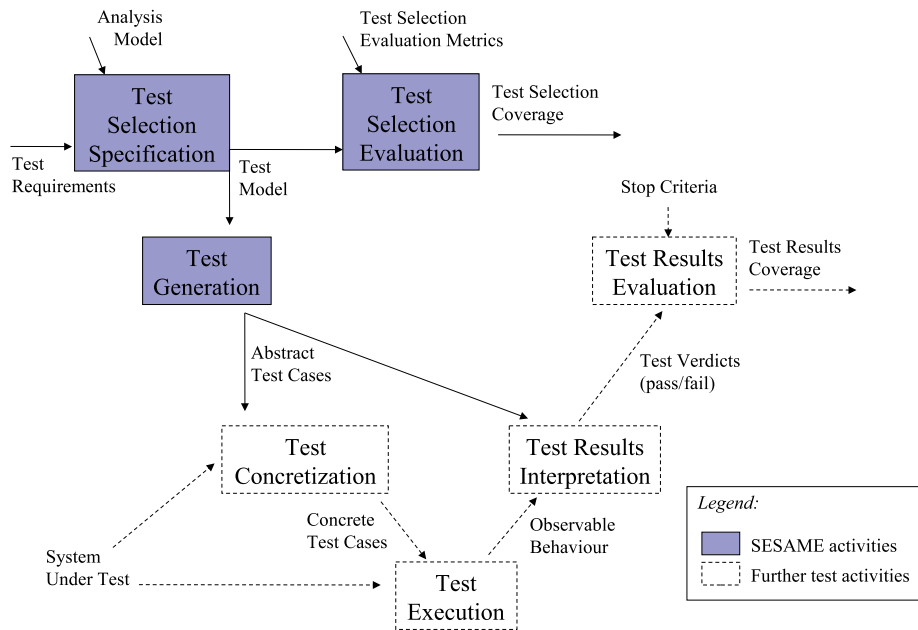 Analysis
Model
Test Selection
Evaluation Metrics
Test
Selection
Specification
Test
Selection
Evaluation
Test Selection
Coverage
Test
Requirements
Test
Model
Stop Criteria
Test
Generation
Test Results
Evaluation
Test Results
Coverage
Abstract
Test Cases
Test Verdicts
(pass/fail)
Test
Concretization
Test Results
Interpretation
Concrete
Test Cases
Observable
Behaviour
System
Under Test
Test
Execution
Legend:
SESAME activities
Further test activities